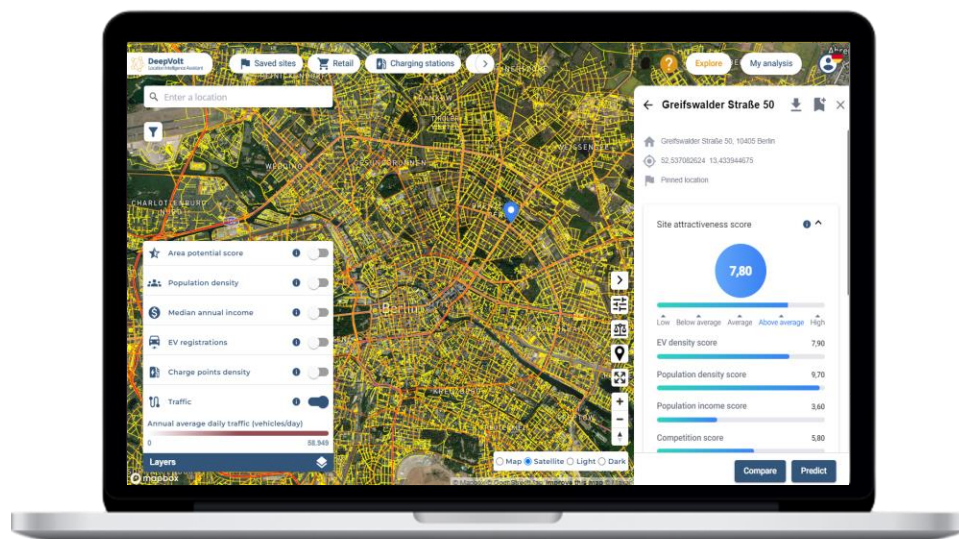 DeepVolt
Location Intelligence Assistant
Saved sites
Retail
Charging stations
Explore
My analysis
Enter a location
WEDDING
GESUNDBRUNNEN
WEISSENSEE
Berlin
Area potential score
Population density
Median annual income
EV registrations
Charge points density
Traffic
Annual average daily traffic (vehicles/day)
0
58.949
Layers
mapbox
Map Satellite Light Dark
Greifswalder Straße 50
Greifswalder Straße 50, 10405 Berlin
52,537082624 13,433944675
Pinned location
Site attractiveness score
7,80
Low Below average Average Above average High
EV density score 7,90
Population density score 9,70
Population income score 3,60
Competition score 5,80
Compare
Predict